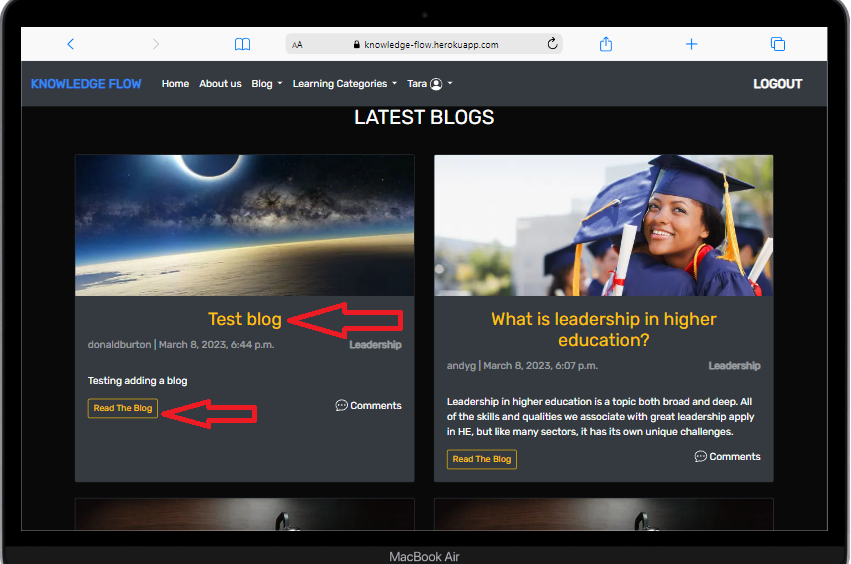 AA knowledge-flow.herokuapp.com
KNOWLEDGE FLOW Home About us Blog Learning Categories Tara LOGOUT
LATEST BLOGS
Test blog
donaldburton | March 8, 2023, 6:44 p.m. Leadership
Testing adding a blog
Read The Blog Comments
What is leadership in higher
education?
andyg | March 8, 2023, 6:07 p.m. Leadership
Leadership in higher education is a topic both broad and deep. All
of the skills and qualities we associate with great leadership apply
in HE, but like many sectors, it has its own unique challenges.
Read The Blog Comments
MacBook Air